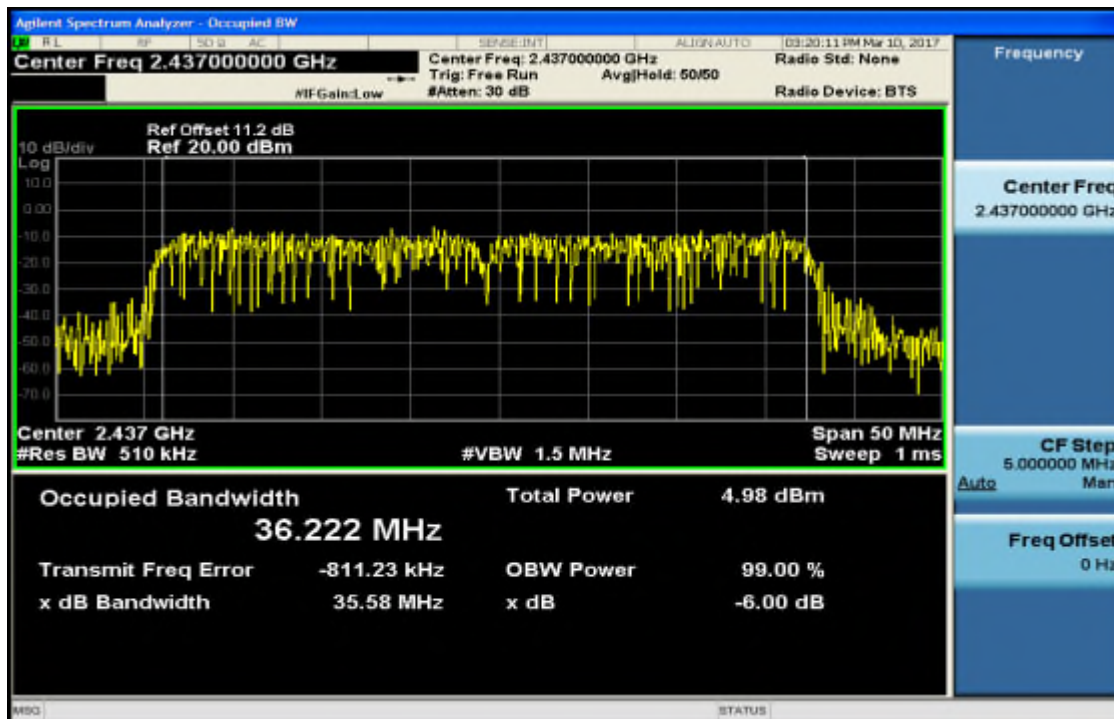 Agilent Spectrum Analyzer - Occupied BW
RL RF 50 Ω AC SENSE:INT ALIGN AUTO 03:20:11 PM Mar 10, 2017
Center Freq 2.437000000 GHz
Center Freq: 2.437000000 GHz Radio Std: None
Trig: Free Run Avg|Hold: 50/50
#IFGain:Low #Atten: 30 dB Radio Device: BTS
Frequency
Ref Offset 11.2 dB
10 dB/div Ref 20.00 dBm
Log
10.0
0.00
-10.0
-20.0
-30.0
-40.0
-50.0
-60.0
-70.0
Center 2.437 GHz Span 50 MHz
#Res BW 510 kHz #VBW 1.5 MHz Sweep 1 ms
Occupied Bandwidth Total Power 4.98 dBm
36.222 MHz
Transmit Freq Error -811.23 kHz OBW Power 99.00 %
x dB Bandwidth 35.58 MHz x dB -6.00 dB
Center Freq
2.437000000 GHz
CF Step
5.000000 MHz
Auto Man
Freq Offset
0 Hz
MSG STATUS